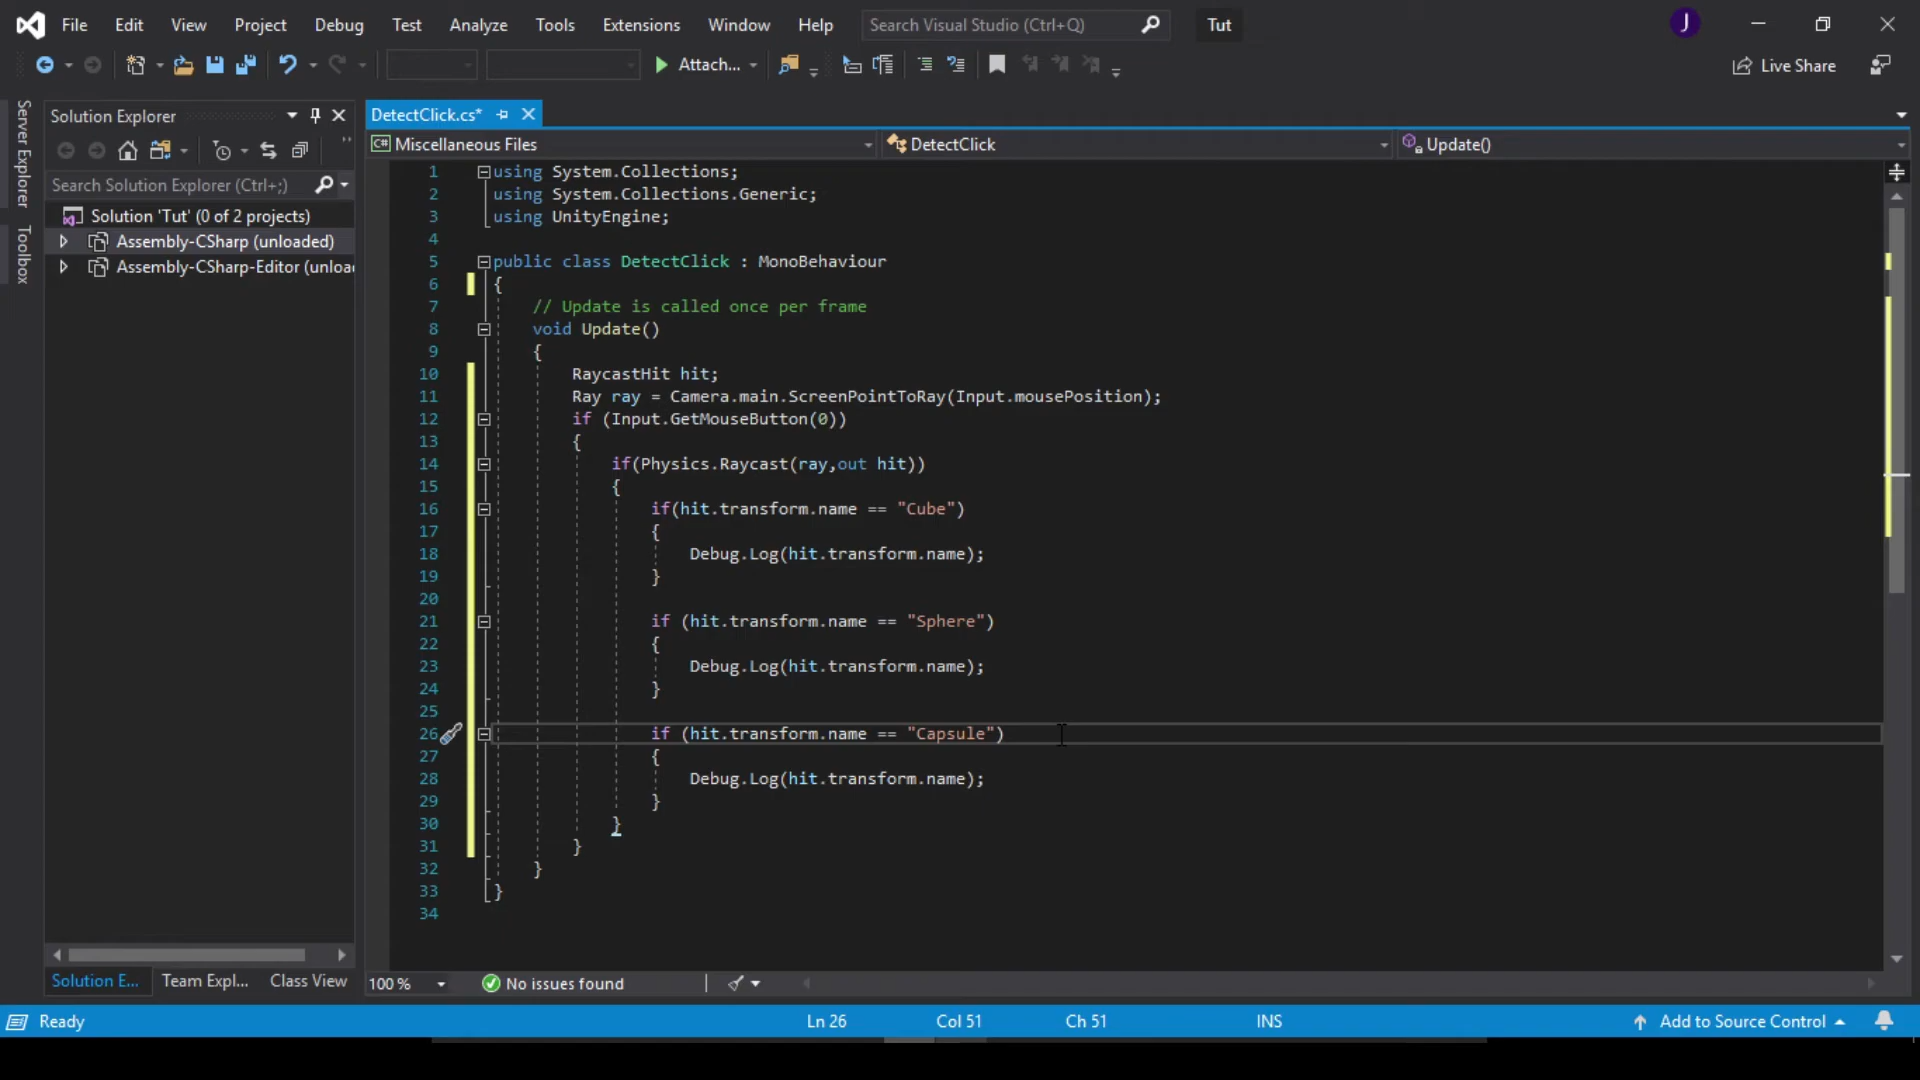 File Edit View Project Debug Test Analyze Tools Extensions Window Help Search Visual Studio (Ctrl+Q) Tut J
Attach... Live Share
Server Explorer
Toolbox
Solution Explorer
Search Solution Explorer (Ctrl+;)
Solution 'Tut' (0 of 2 projects)
Assembly-CSharp (unloaded)
Assembly-CSharp-Editor (unloa
DetectClick.cs*
C# Miscellaneous Files DetectClick Update()
1 using System.Collections;
2 using System.Collections.Generic;
3 using UnityEngine;
4
5 public class DetectClick : MonoBehaviour
6 {
7 // Update is called once per frame
8 void Update()
9 {
10 RaycastHit hit;
11 Ray ray = Camera.main.ScreenPointToRay(Input.mousePosition);
12 if (Input.GetMouseButton(0))
13 {
14 if(Physics.Raycast(ray,out hit))
15 {
16 if(hit.transform.name == "Cube")
17 {
18 Debug.Log(hit.transform.name);
19 }
20
21 if (hit.transform.name == "Sphere")
22 {
23 Debug.Log(hit.transform.name);
24 }
25
26 if (hit.transform.name == "Capsule")
27 {
28 Debug.Log(hit.transform.name);
29 }
30 }
31 }
32 }
33 }
34
Solution E... Team Expl... Class View
100 % No issues found
Ready Ln 26 Col 51 Ch 51 INS Add to Source Control